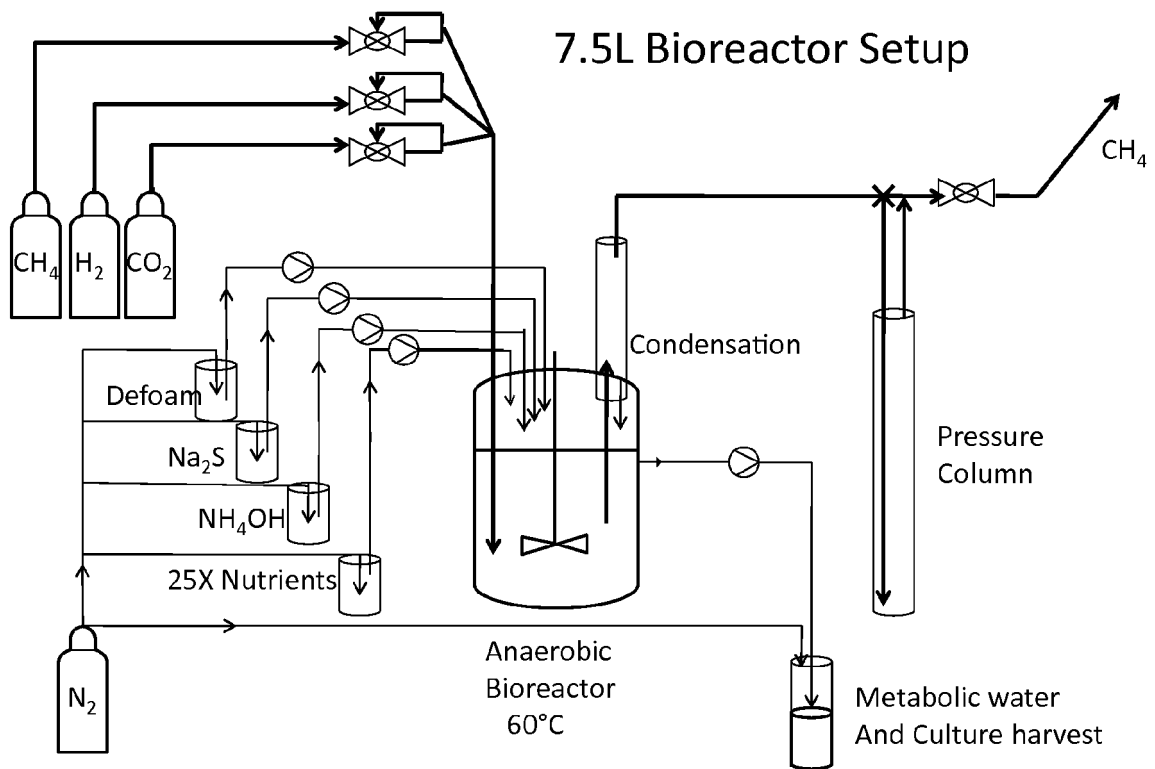 7.5L Bioreactor Setup
CH₄
CH₄
H₂
CO₂
Condensation
Defoam
Na₂S
NH₄OH
25X Nutrients
Pressure
Column
N₂
Anaerobic
Bioreactor
60°C
Metabolic water
And Culture harvest